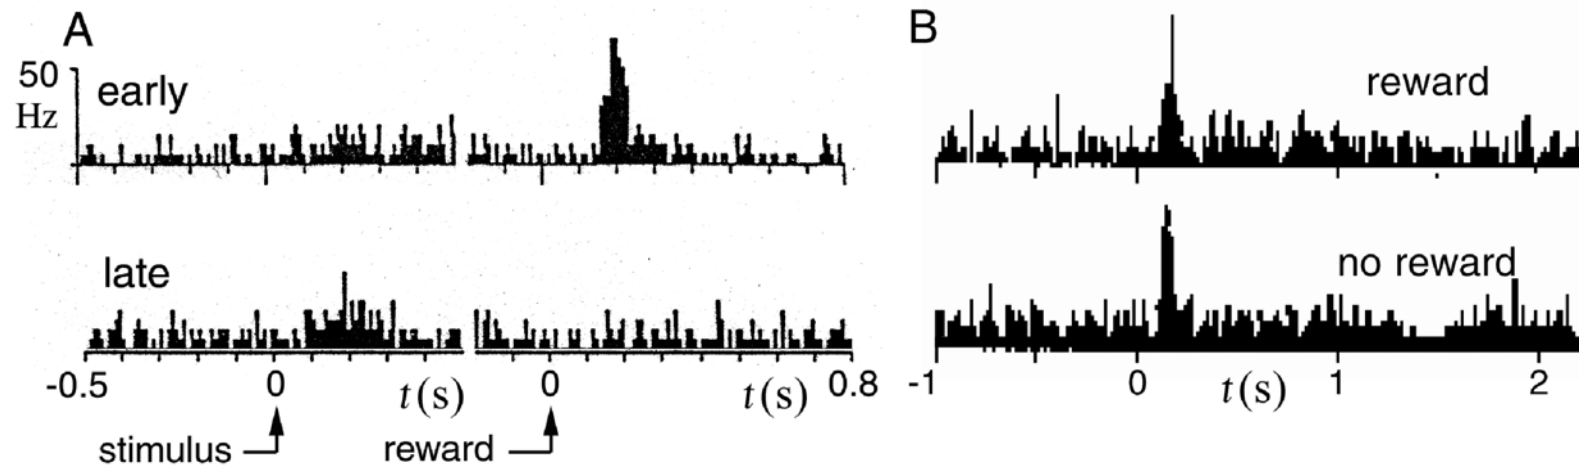 A
B
50
Hz
early
reward
late
no reward
-0.5
0
t(s)
0
t(s)
0.8
-1
0
t(s)
1
2
stimulus
reward